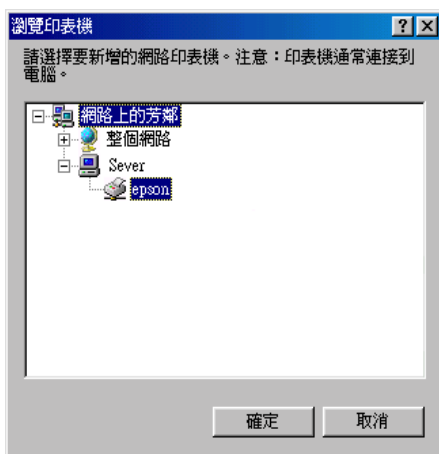 瀏覽印表機
請選擇要新增的網路印表機。注意：印表機通常連接到
電腦。
網路上的芳鄰
整個網路
Sever
epson
確定
取消